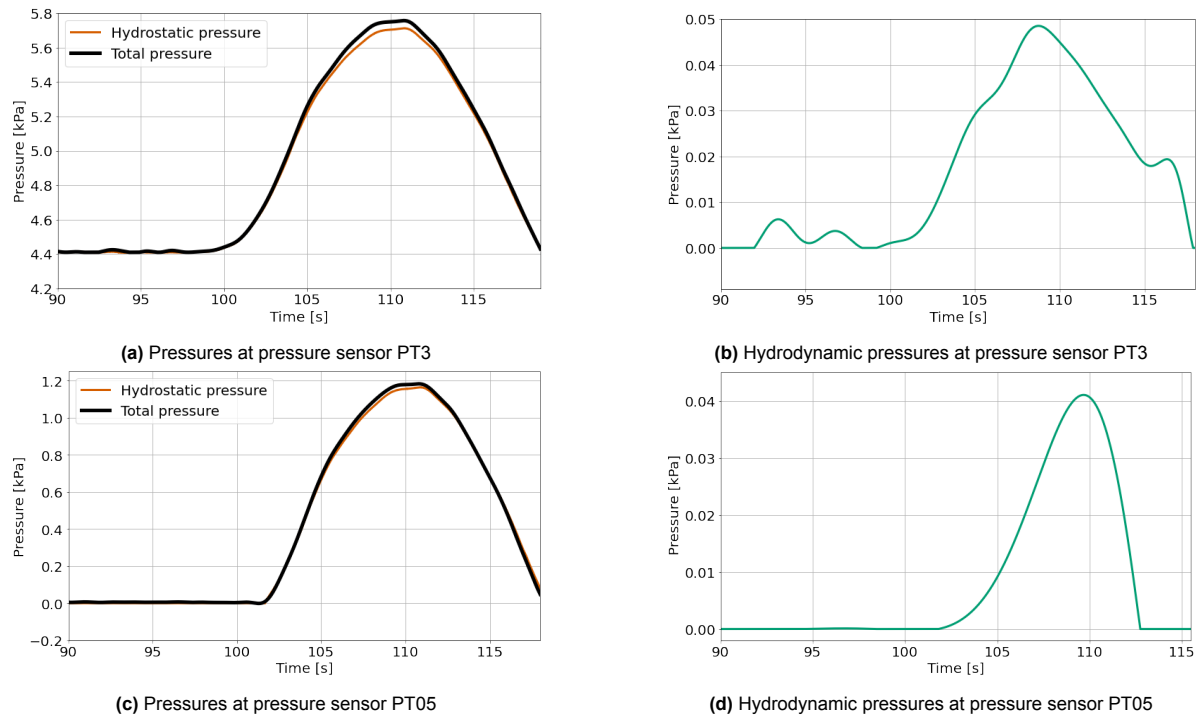 5.8
5.6
5.4
5.2
5.0
4.8
4.6
4.4
4.2
Pressure [kPa]
Hydrostatic pressure
Total pressure
90 95 100 105 110 115
Time [s]
(a) Pressures at pressure sensor PT3
0.05
0.04
0.03
0.02
0.01
0.00
Pressure [kPa]
90 95 100 105 110 115
Time [s]
(b) Hydrodynamic pressures at pressure sensor PT3
1.2
1.0
0.8
0.6
0.4
0.2
0.0
−0.2
Pressure [kPa]
Hydrostatic pressure
Total pressure
90 95 100 105 110 115
Time [s]
(c) Pressures at pressure sensor PT05
0.04
0.03
0.02
0.01
0.00
Pressure [kPa]
90 95 100 105 110 115
Time [s]
(d) Hydrodynamic pressures at pressure sensor PT05